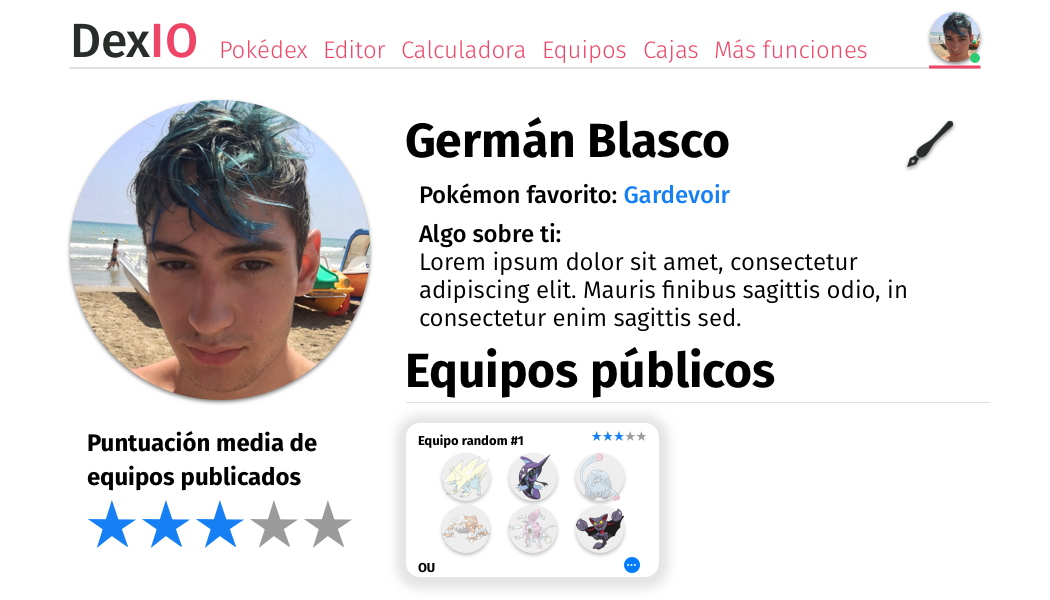 DexIO Pokédex Editor Calculadora Equipos Cajas Más funciones
Germán Blasco
Pokémon favorito: Gardevoir
Algo sobre ti:
Lorem ipsum dolor sit amet, consectetur
adipiscing elit. Mauris finibus sagittis odio, in
consectetur enim sagittis sed.
Puntuación media de
equipos publicados
Equipos públicos
Equipo random #1
OU